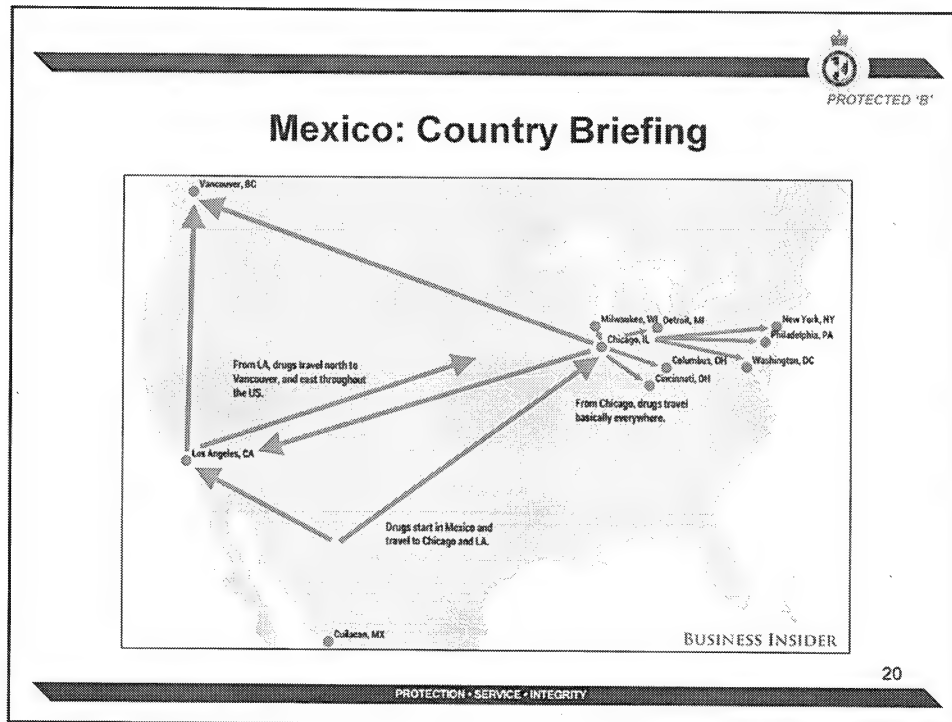 PROTECTED 'B'
Mexico: Country Briefing
Vancouver, BC
Milwaukee, WI
Detroit, MI
New York, NY
Chicago, IL
Philadelphia, PA
From LA, drugs travel north to
Vancouver, and east throughout
the US.
Columbus, OH
Washington, DC
Cincinnati, OH
From Chicago, drugs travel
basically everywhere.
Los Angeles, CA
Drugs start in Mexico and
travel to Chicago and LA.
Cuilacan, MX
BUSINESS INSIDER
20
PROTECTION • SERVICE • INTEGRITY